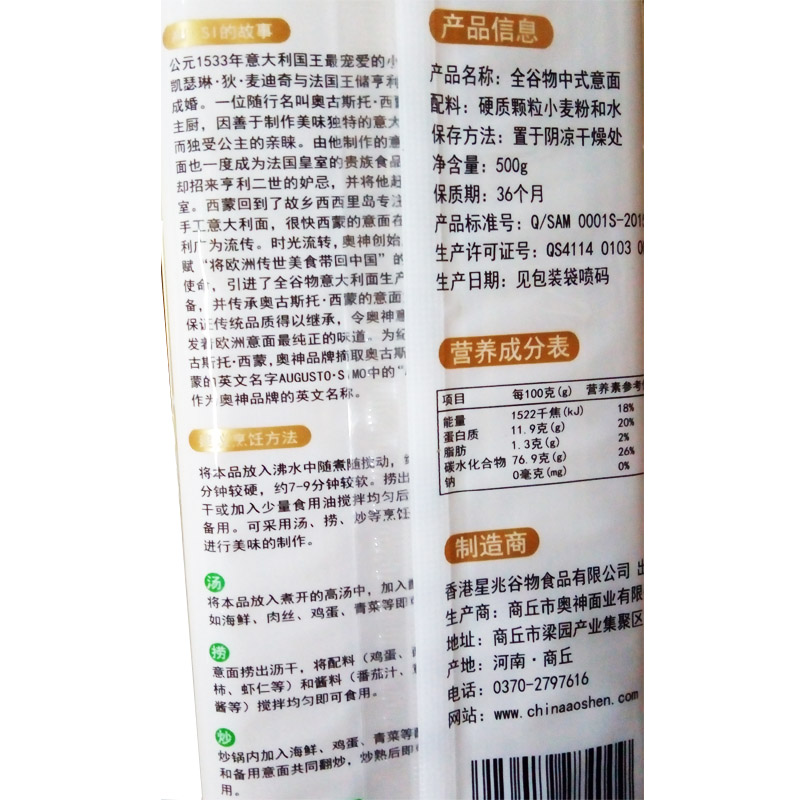 SI的故事
公元1533年意大利国王最宠爱的小
凯瑟琳·狄·麦迪奇与法国王储亨利
成婚。一位随行名叫奥古斯托·西
主厨，因善于制作美味独特的意大
而独受公主的亲睐。由他制作的意
面也一度成为法国皇室的贵族食品
却招来亨利二世的妒忌，并将他赶
室。西蒙回到了故乡西西里岛专注
手工意大利面，很快西蒙的意面在
利广为流传。时光流转，奥神创始
赋“将欧洲传世美食带回中国”的
使命，引进了全谷物意大利面生产
备，并传承奥古斯托·西蒙的意面
保证传统品质得以继承，令奥神
发着欧洲意面最纯正的味道。为纪
古斯托·西蒙，奥神品牌摘取奥古斯
蒙的英文名字AUGUSTO·SIMO中的“
作为奥神品牌的英文名称。
烹饪方法
将本品放入沸水中随煮随搅动，
分钟较硬，约7-9分钟较软。捞出
干或加入少量食用油搅拌均匀后
备用。可采用汤、捞、炒等烹饪
进行美味的制作。
汤
将本品放入煮开的高汤中，加入
如海鲜、肉丝、鸡蛋、青菜等即
捞
意面捞出沥干，将配料（鸡蛋、
柿、虾仁等）和酱料（番茄汁、
酱等）搅拌均匀即可食用。
炒
炒锅内加入海鲜、鸡蛋、青菜等
和备用意面共同翻炒，炒熟后即
用。
产品信息
产品名称：全谷物中式意面
配料：硬质颗粒小麦粉和水
保存方法：置于阴凉干燥处
净含量：500g
保质期：36个月
产品标准号：Q/SAM 0001S-201
生产许可证号：QS4114 0103 0
生产日期：见包装袋喷码
营养成分表
项目 每100克(g) 营养素参考
能量 1522千焦(kJ) 18%
蛋白质 11.9克(g) 20%
脂肪 1.3克(g) 2%
碳水化合物 76.9克(g) 26%
钠 0毫克(mg) 0%
制造商
香港星兆谷物食品有限公司 出
生产商：商丘市奥神面业有限
地址：商丘市梁园产业集聚区
产地：河南·商丘
电话：0370-2797616
网站：www.chinaaoshen.com